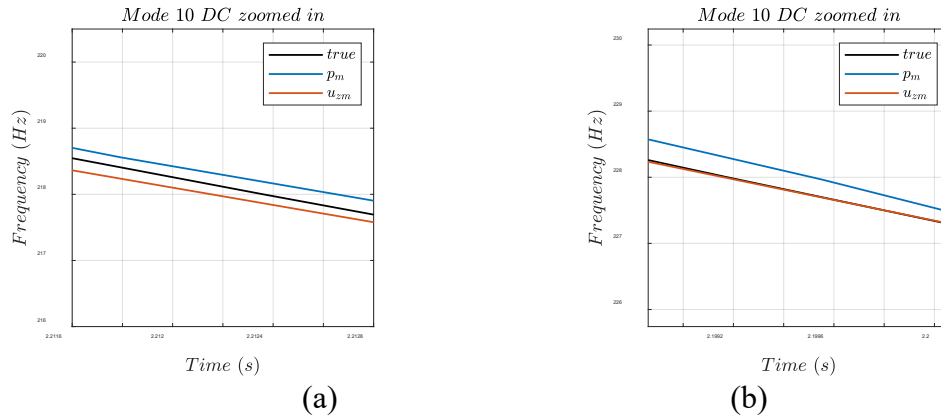 Mode 10 DC zoomed in
220
219
218
217
216
Frequency (Hz)
true
p_m
u_zm
2.2116
2.212
2.2124
2.2128
Time (s)
(a)
Mode 10 DC zoomed in
230
229
228
227
226
Frequency (Hz)
true
p_m
u_zm
2.1992
2.1996
2.2
Time (s)
(b)